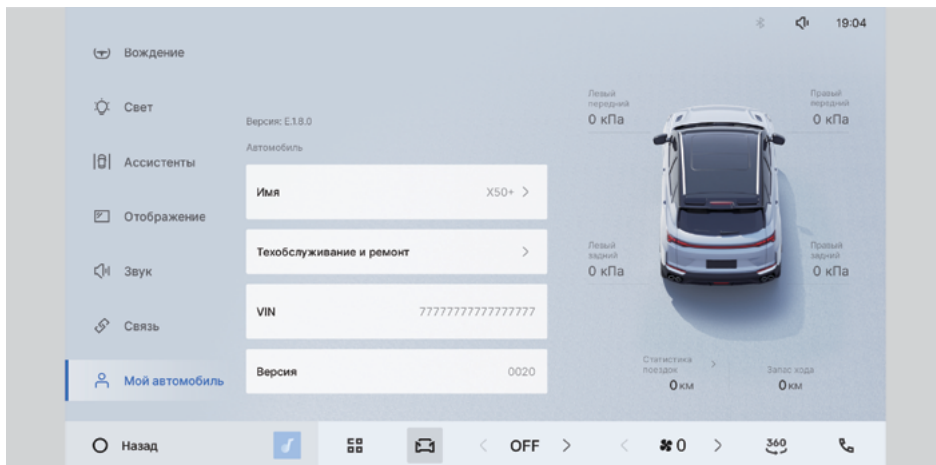 19:04
Вождение
Свет
Ассистенты
Отображение
Звук
Связь
Мой автомобиль
Версия: E.1.8.0
Автомобиль
Имя X50+ >
Техобслуживание и ремонт >
VIN 77777777777777777
Версия 0020
Левый
передний
0 кПа
Правый
передний
0 кПа
Левый
задний
0 кПа
Правый
задний
0 кПа
Статистика
поездок >
0 км
Запас хода
0 км
Назад
< OFF >
< 0 >
360